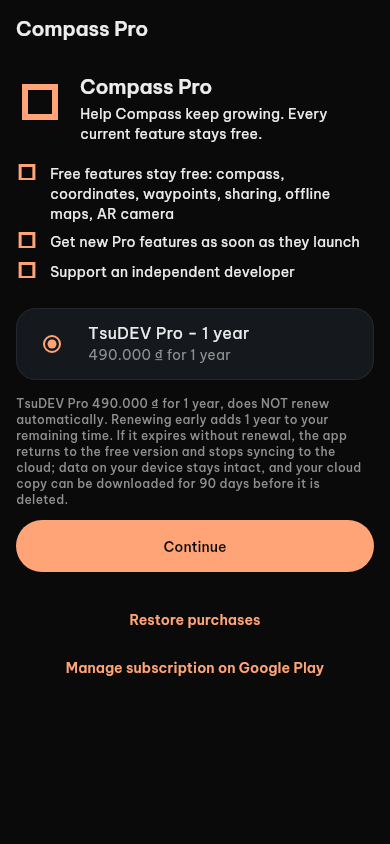 Compass Pro
Compass Pro
Help Compass keep growing. Every
current feature stays free.
Free features stay free: compass,
coordinates, waypoints, sharing, offline
maps, AR camera
Get new Pro features as soon as they launch
Support an independent developer
TsuDEV Pro – 1 year
490.000 ₫ for 1 year
TsuDEV Pro 490.000 ₫ for 1 year, does NOT renew
automatically. Renewing early adds 1 year to your
remaining time. If it expires without renewal, the app
returns to the free version and stops syncing to the
cloud; data on your device stays intact, and your cloud
copy can be downloaded for 90 days before it is
deleted.
Continue
Restore purchases
Manage subscription on Google Play